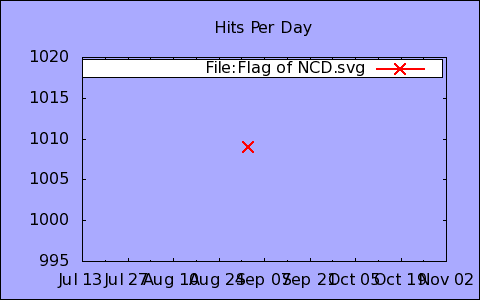 Hits Per Day
File:Flag of NCD.svg
1020
1015
1010
1005
1000
995
Jul 13 Jul 27 Aug 10 Aug 24 Sep 07 Sep 21 Oct 05 Oct 19 Nov 02